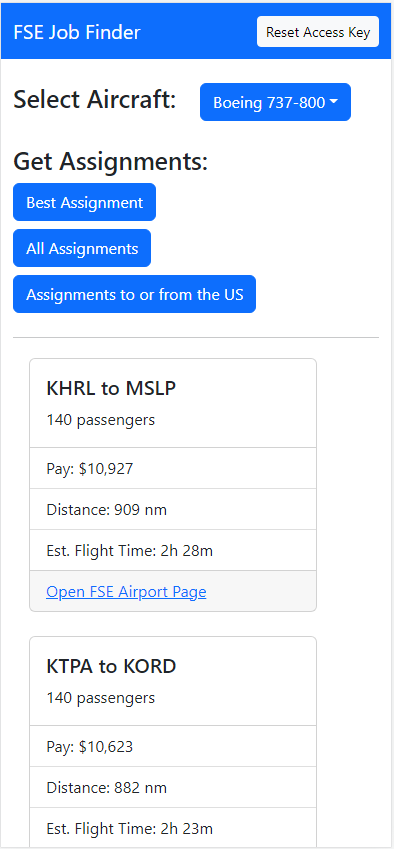 FSE Job Finder
Reset Access Key
Select Aircraft:
Boeing 737-800
Get Assignments:
Best Assignment
All Assignments
Assignments to or from the US
KHRL to MSLP
140 passengers
Pay: $10,927
Distance: 909 nm
Est. Flight Time: 2h 28m
Open FSE Airport Page
KTPA to KORD
140 passengers
Pay: $10,623
Distance: 882 nm
Est. Flight Time: 2h 23m